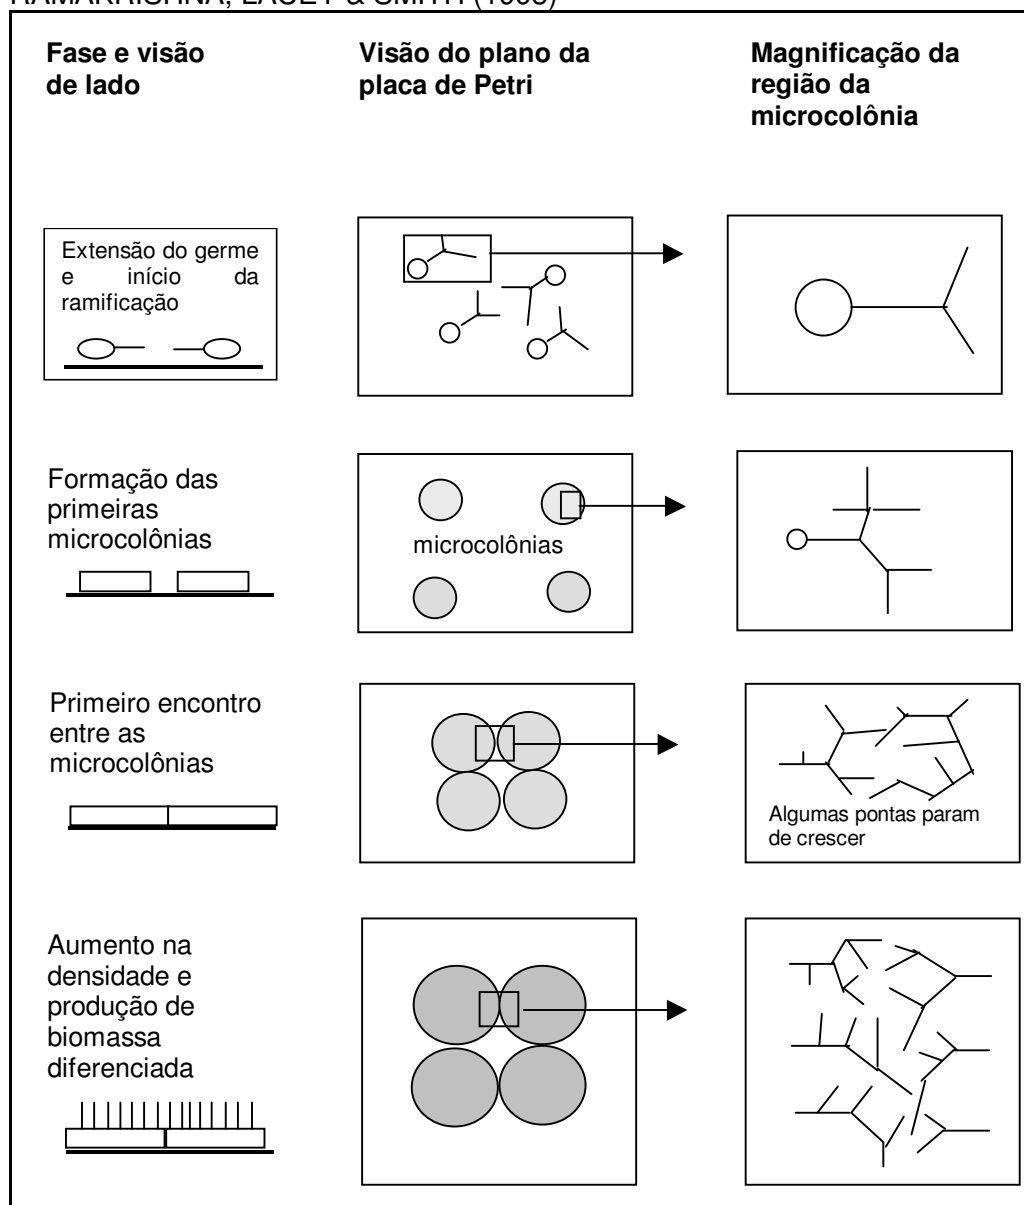 Fase e visão
de lado
Visão do plano da
placa de Petri
Magnificação da
região da
microcolônia
Extensão do germe
e início da
ramificação
Formação das
primeiras
microcolônias
microcolônias
Primeiro encontro
entre as
microcolônias
Algumas pontas param
de crescer
Aumento na
densidade e
produção de
biomassa
diferenciada